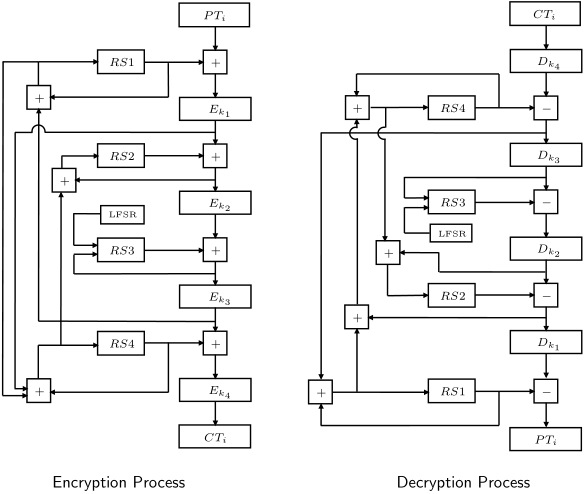 PT_i
RS1
+
+
E_{k_1}
RS2
+
+
E_{k_2}
LFSR
RS3
+
E_{k_3}
RS4
+
+
E_{k_4}
CT_i
Encryption Process
CT_i
D_{k_4}
+
RS4
−
D_{k_3}
RS3
−
LFSR
D_{k_2}
+
RS2
−
+
D_{k_1}
+
RS1
−
PT_i
Decryption Process